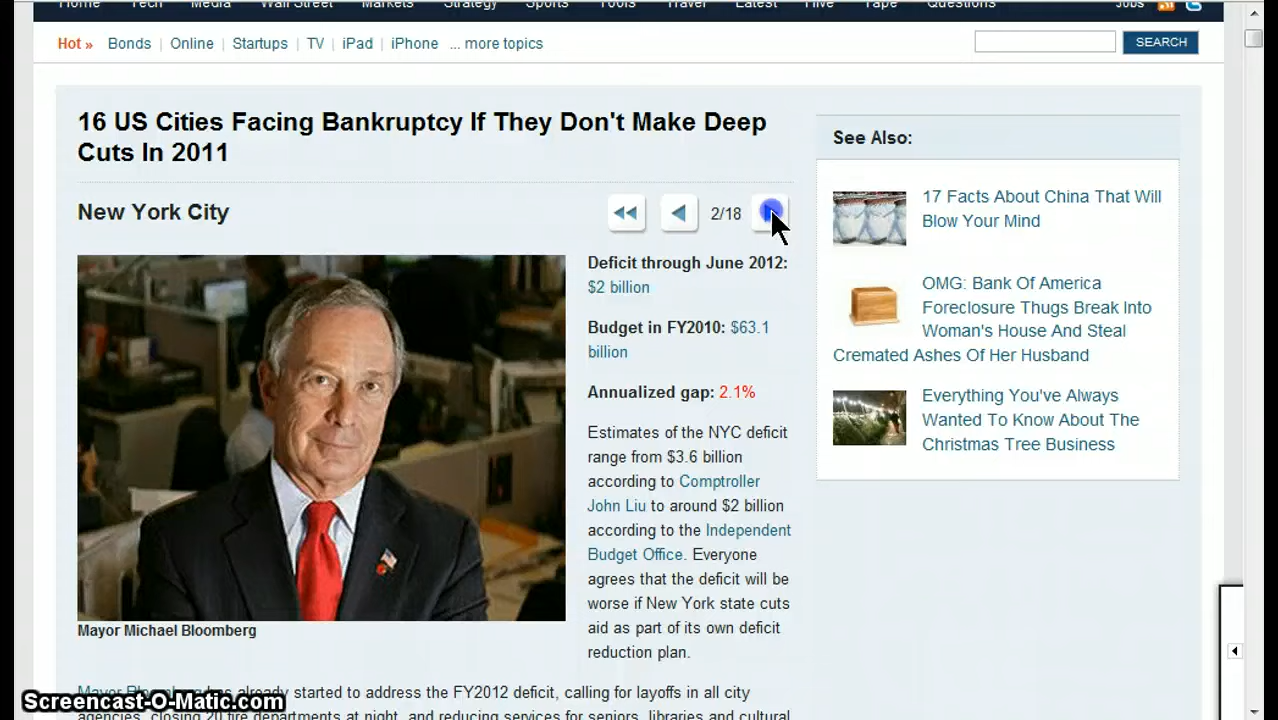 Home Tech Media Wall Street Markets Strategy Sports Tools Travel Latest Hive Tape Questions Jobs
Hot » Bonds | Online | Startups | TV | iPad | iPhone ... more topics
SEARCH
16 US Cities Facing Bankruptcy If They Don't Make Deep
Cuts In 2011
New York City
2/18
Deficit through June 2012:
$2 billion
Budget in FY2010: $63.1
billion
Annualized gap: 2.1%
Estimates of the NYC deficit
range from $3.6 billion
according to Comptroller
John Liu to around $2 billion
according to the Independent
Budget Office. Everyone
agrees that the deficit will be
worse if New York state cuts
aid as part of its own deficit
reduction plan.
Mayor Michael Bloomberg
already started to address the FY2012 deficit, calling for layoffs in all city
agencies, closing 20 fire departments at night, and reducing services for seniors, libraries and cultural
See Also:
17 Facts About China That Will
Blow Your Mind
OMG: Bank Of America
Foreclosure Thugs Break Into
Woman's House And Steal
Cremated Ashes Of Her Husband
Everything You've Always
Wanted To Know About The
Christmas Tree Business
Screencast-O-Matic.com